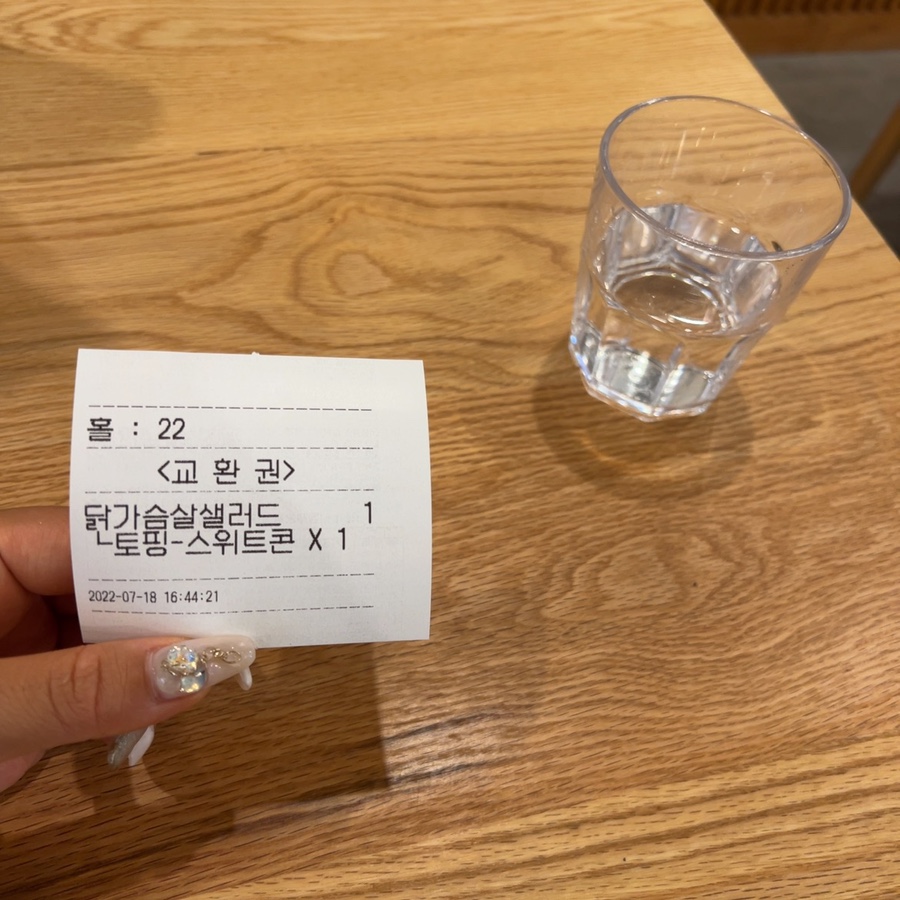 홀 : 22
<교 환 권>
닭가슴살샐러드 1
ㄴ토핑-스위트콘 X 1
2022-07-18 16:44:21